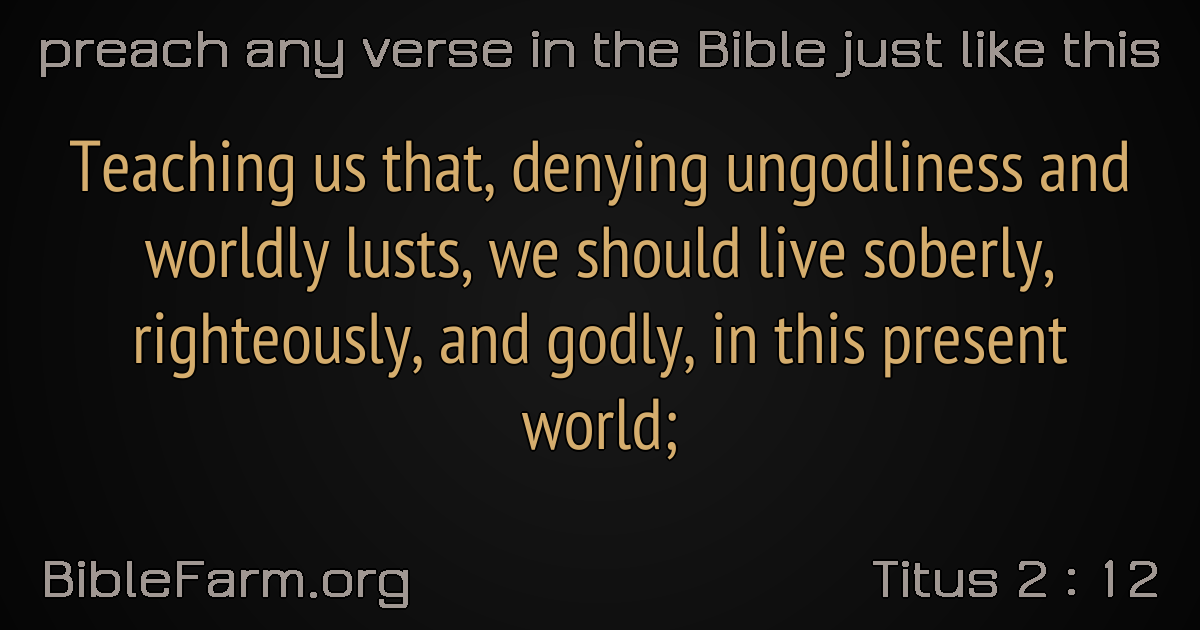 preach any verse in the Bible just like this
Teaching us that, denying ungodliness and
worldly lusts, we should live soberly,
righteously, and godly, in this present
world;
BibleFarm.org
Titus 2 : 12